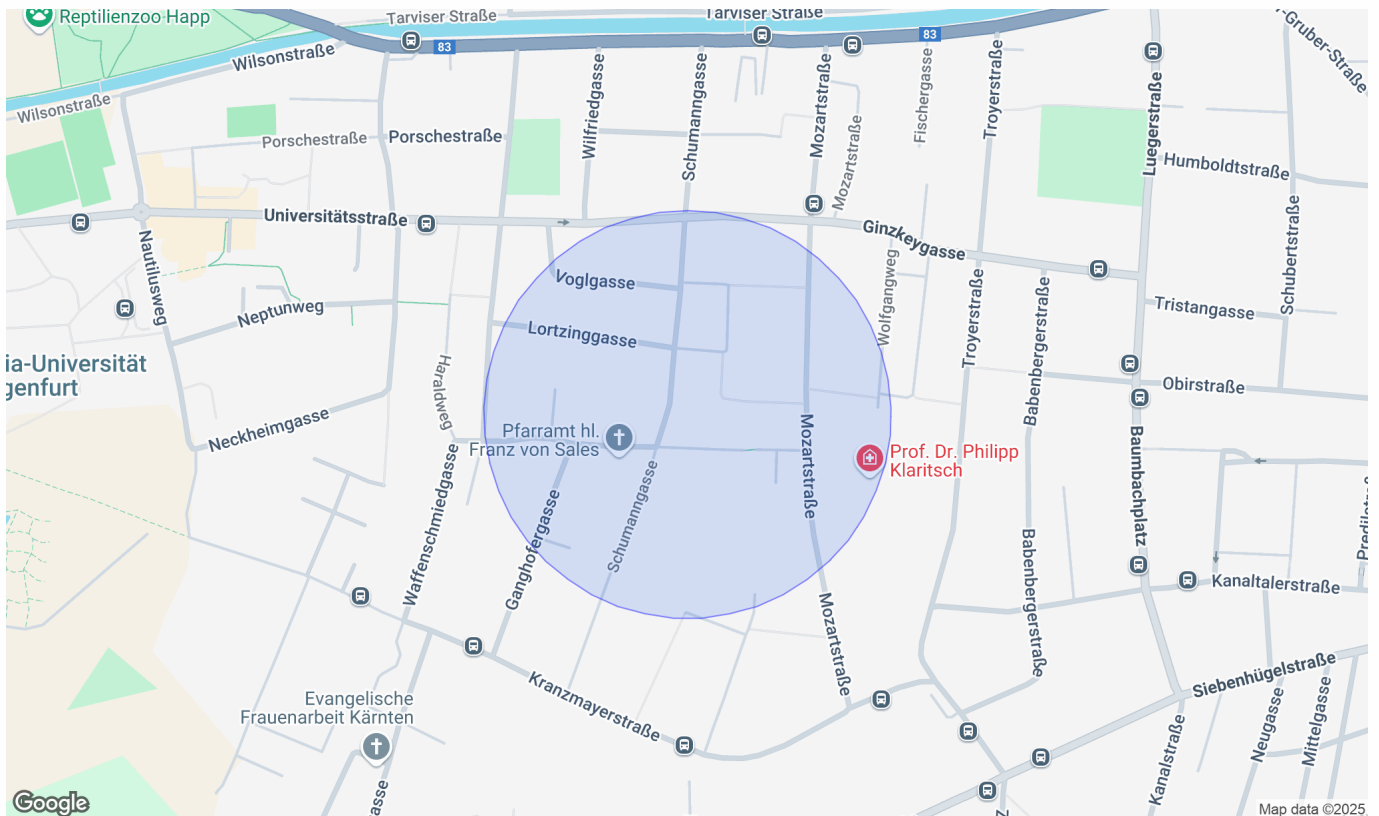 Reptilienzoo Happ
Tarviser Straße
Tarviser Straße
83
83
Wilsonstraße
Wilsonstraße
-Gruber-Straße
Porschestraße
Porschestraße
Wilfriedgasse
Schumanngasse
Mozartstraße
Mozartstraße
Fischergasse
Troyerstraße
Luegerstraße
Humboldtstraße
Schubertstraße
Universitätsstraße
Ginzkeygasse
Nautilusweg
Neptunweg
Voglgasse
Lortzinggasse
Wolfgangweg
Troyerstraße
Babenbergerstraße
Tristangasse
Obirstraße
ia-Universität
genfurt
Haraldweg
Neckheimgasse
Pfarramt hl.
Franz von Sales
Mozartstraße
Prof. Dr. Philipp
Klaritsch
Baumbachplatz
Waffenschmiedgasse
Ganghofergasse
Schumanngasse
Babenbergerstraße
Kanaltalerstraße
Mozartstraße
Siebenhügelstraße
Evangelische
Frauenarbeit Kärnten
Kranzmayerstraße
Kanalstraße
Neugasse
Mittelgasse
asse
Google
Map data ©2025